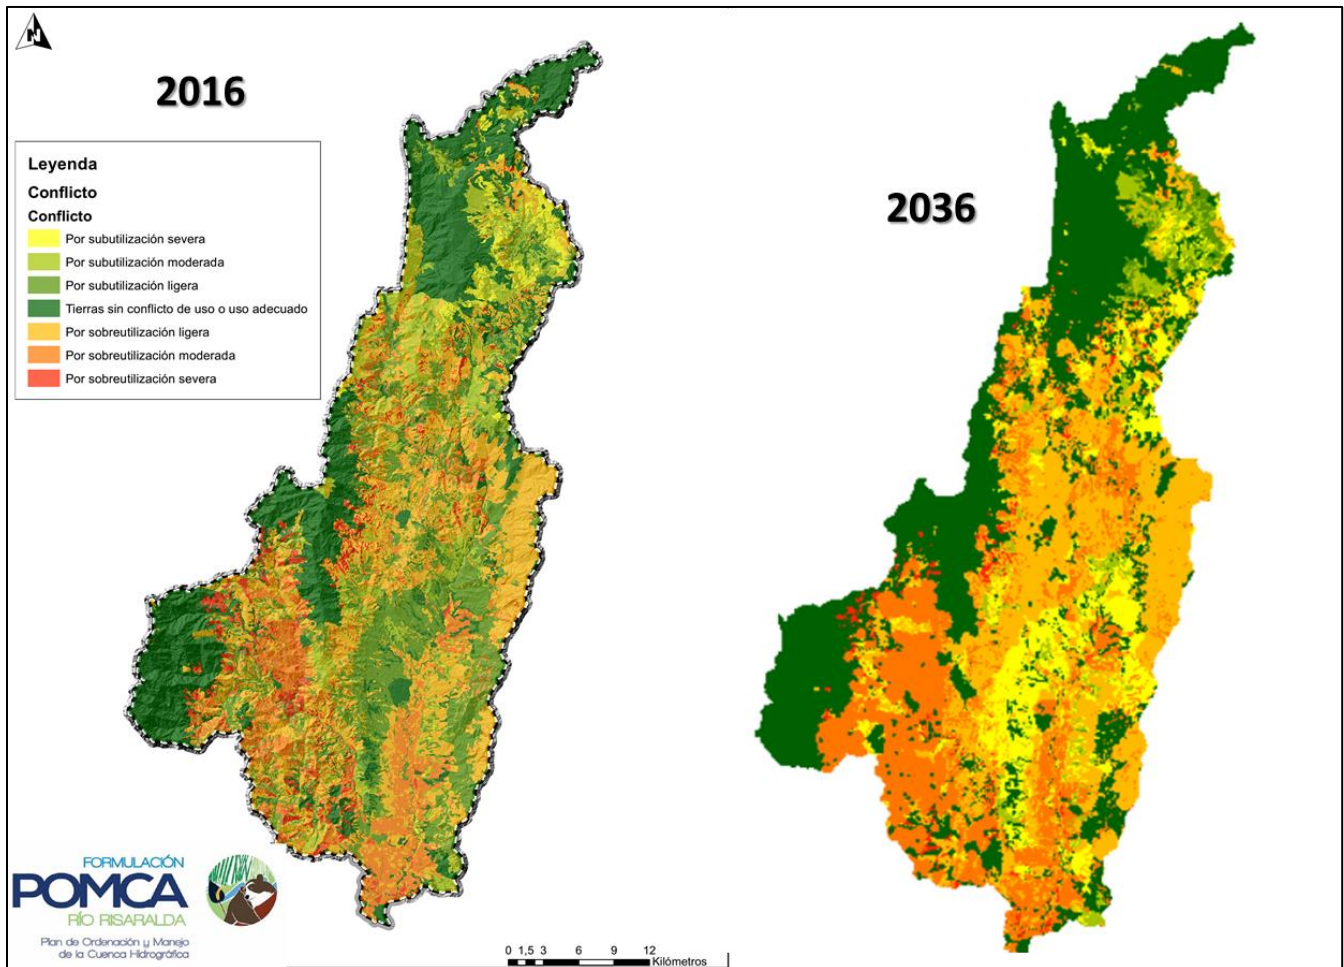 N
2016
Leyenda
Conflicto
Conflicto
Por subutilización severa
Por subutilización moderada
Por subutilización ligera
Tierras sin conflicto de uso o uso adecuado
Por sobreutilización ligera
Por sobreutilización moderada
Por sobreutilización severa
2036
FORMULACIÓN
POMCA
RÍO RISARALDA
Plan de Ordenación y Manejo
de la Cuenca Hidrográfica
0 1,5 3 6 9 12
Kilómetros